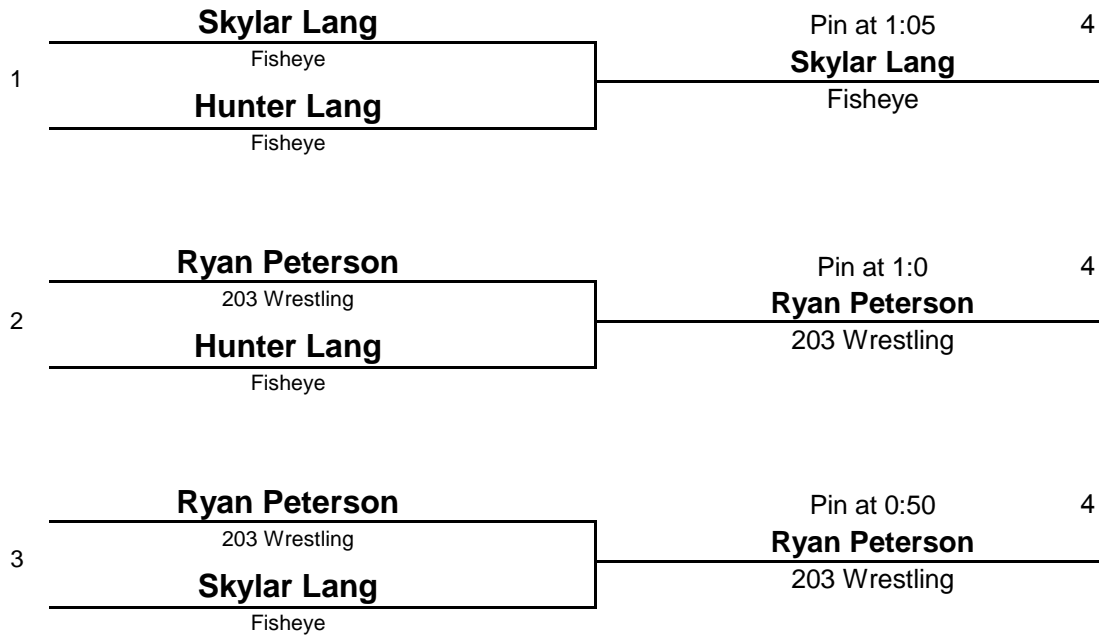 Skylar Lang
Fisheye
1
Hunter Lang
Fisheye
Pin at 1:05 4
Skylar Lang
Fisheye
Ryan Peterson
203 Wrestling
2
Hunter Lang
Fisheye
Pin at 1:0 4
Ryan Peterson
203 Wrestling
Ryan Peterson
203 Wrestling
3
Skylar Lang
Fisheye
Pin at 0:50 4
Ryan Peterson
203 Wrestling